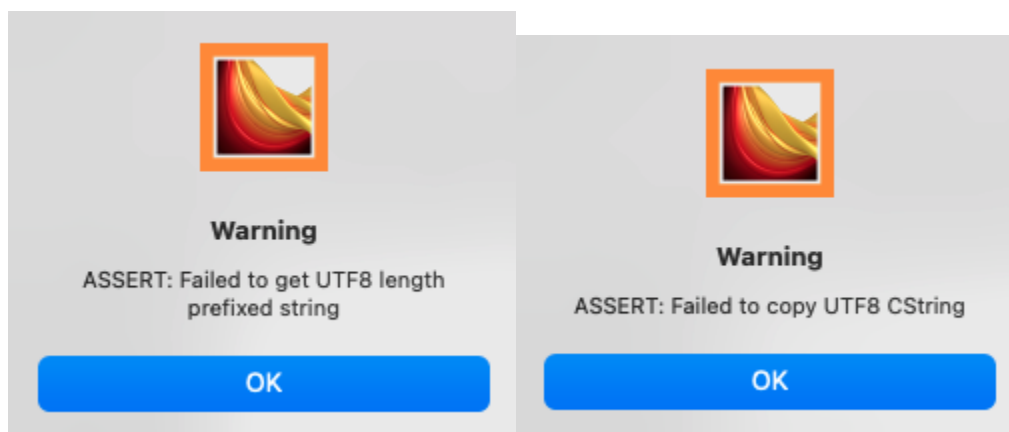 Warning
ASSERT: Failed to get UTF8 length
prefixed string
OK
Warning
ASSERT: Failed to copy UTF8 CString
OK